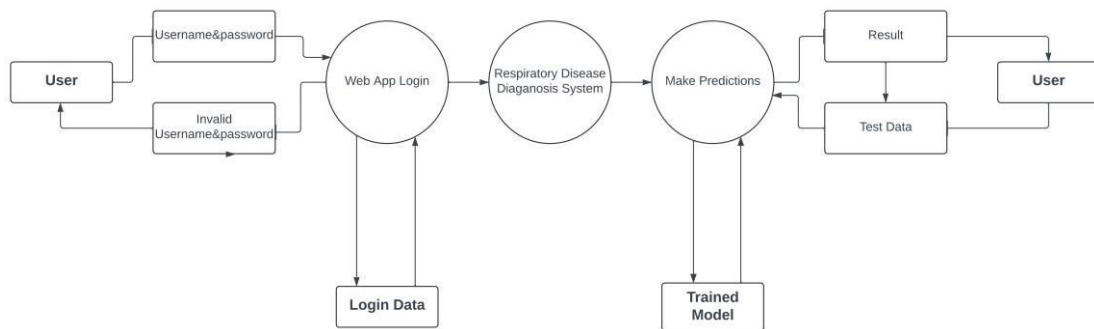 Username&password
User
Invalid
Username&password
Web App Login
Respiratory Disease
Diaganosis System
Make Predictions
Result
User
Test Data
Login Data
Trained
Model